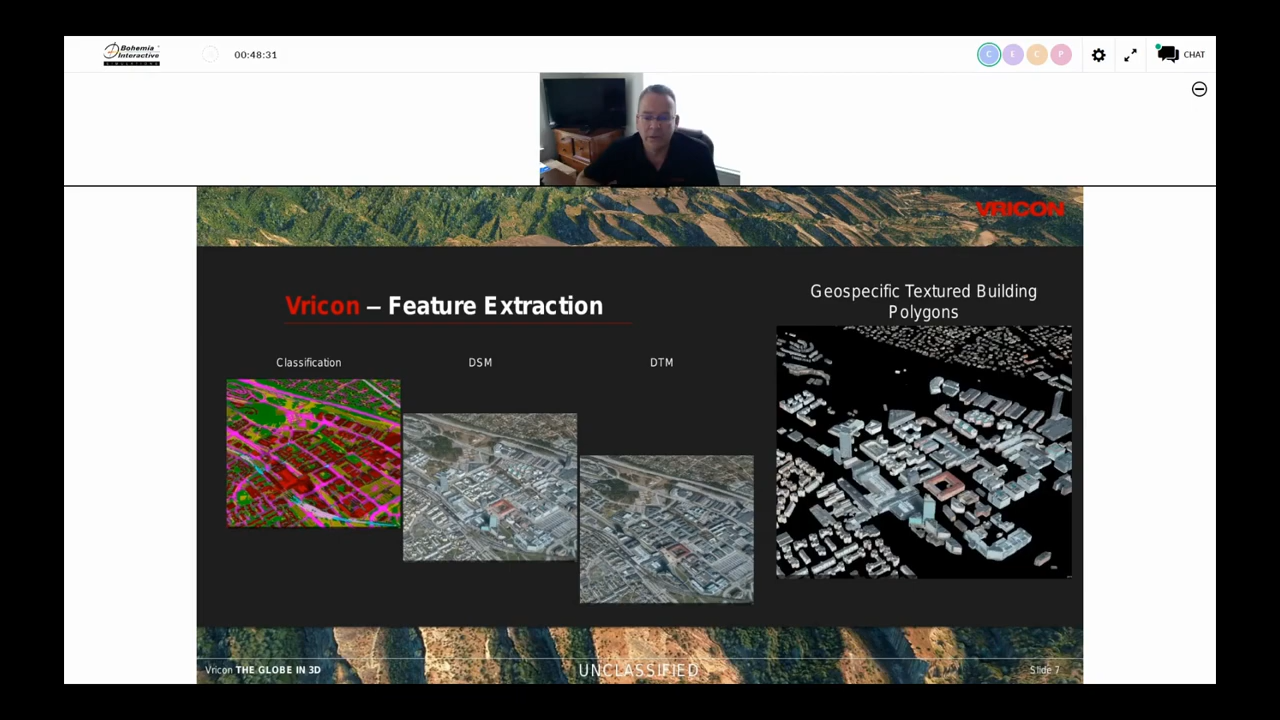 Bohemia
Interactive
SIMULATIONS
00:48:31
C E C P
CHAT
VRICON
Vricon – Feature Extraction
Geospecific Textured Building
Polygons
Classification
DSM
DTM
Vricon THE GLOBE IN 3D
UNCLASSIFIED
Slide 7